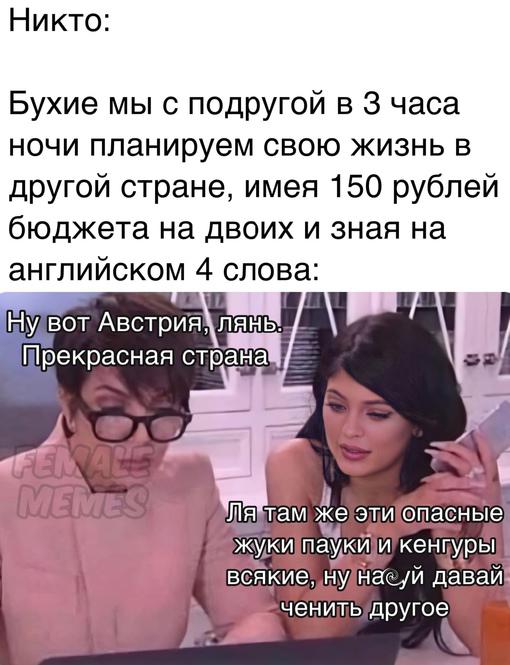 Никто:
Бухие мы с подругой в 3 часа
ночи планируем свою жизнь в
другой стране, имея 150 рублей
бюджета на двоих и зная на
английском 4 слова:
Ну вот Австрия, лянь.
Прекрасная страна
FEMALE
MEMES
Ля там же эти опасные
жуки пауки и кенгуры
всякие, ну на꩜уй давай
ченить другое